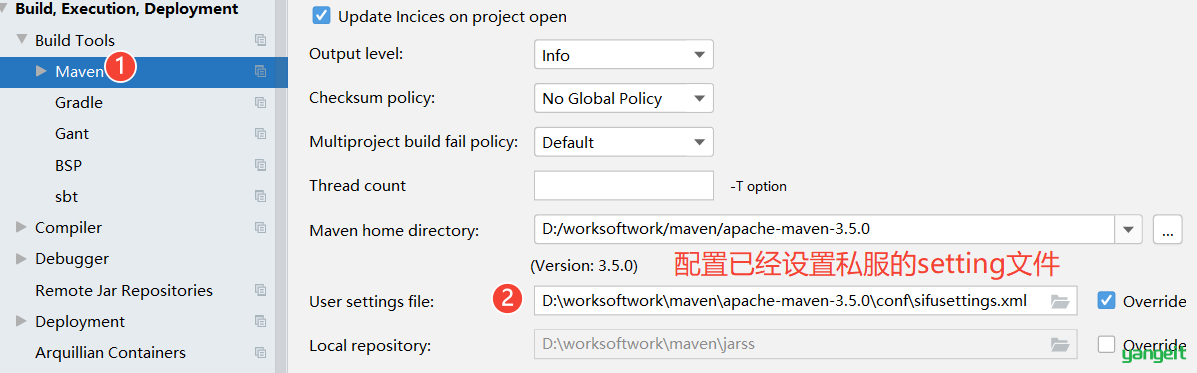 Build, Execution, Deployment
Build Tools
Maven
1
Gradle
Gant
BSP
sbt
Compiler
Debugger
Remote Jar Repositories
Deployment
Arquillian Containers
Update Incices on project open
Output level: Info
Checksum policy: No Global Policy
Multiproject build fail policy: Default
Thread count -T option
Maven home directory: D:/worksoftwork/maven/apache-maven-3.5.0 ...
(Version: 3.5.0) 配置已经设置私服的setting文件
User settings file: 2 D:\worksoftwork\maven\apache-maven-3.5.0\conf\sifusettings.xml Override
Local repository: D:\worksoftwork\maven\jarss Override
yangeit